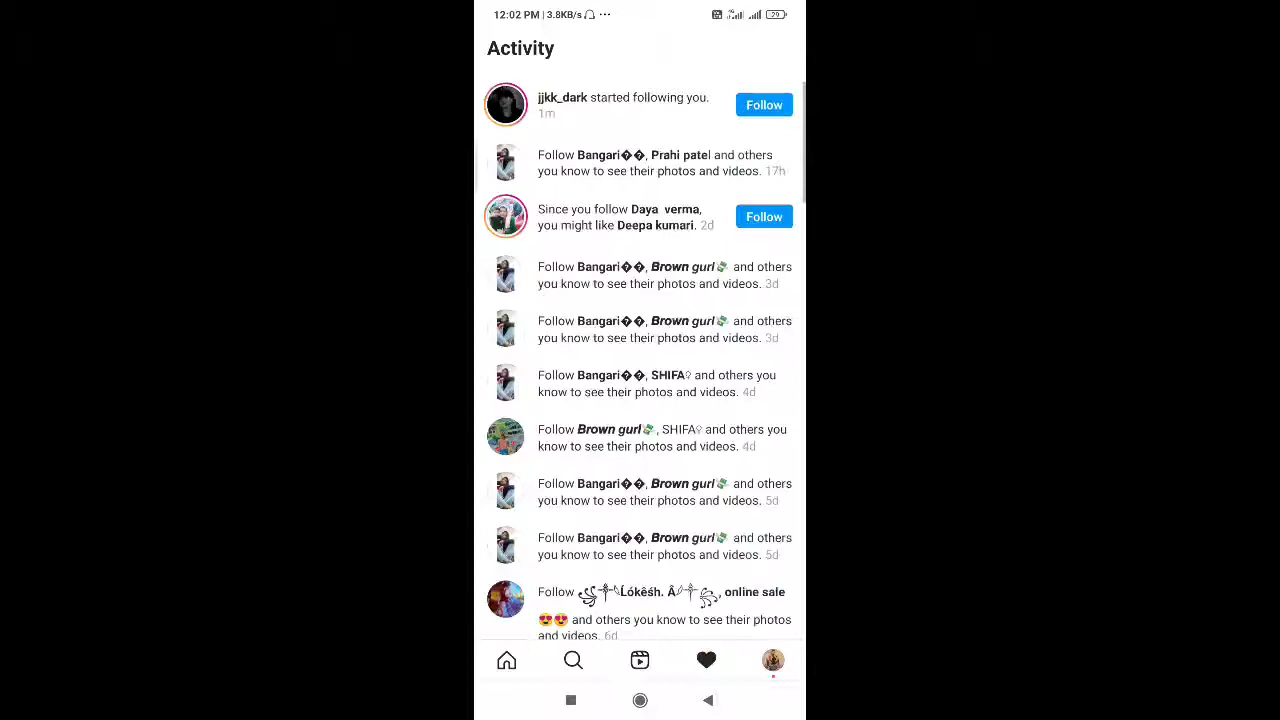 12:02 PM | 3.8KB/s
29
Activity
jjkk_dark started following you.
1m
Follow
Follow Bangari��, Prahi patel and others
you know to see their photos and videos. 17h
Since you follow Daya verma,
you might like Deepa kumari. 2d
Follow
Follow Bangari��, Brown gurl💸 and others
you know to see their photos and videos. 3d
Follow Bangari��, Brown gurl💸 and others
you know to see their photos and videos. 3d
Follow Bangari��, SHIFA♀ and others you
know to see their photos and videos. 4d
Follow Brown gurl💸, SHIFA♀ and others you
know to see their photos and videos. 4d
Follow Bangari��, Brown gurl💸 and others
you know to see their photos and videos. 5d
Follow Bangari��, Brown gurl💸 and others
you know to see their photos and videos. 5d
Follow Ĺókêśh. Â, online sale
😍😍 and others you know to see their photos
and videos. 6d